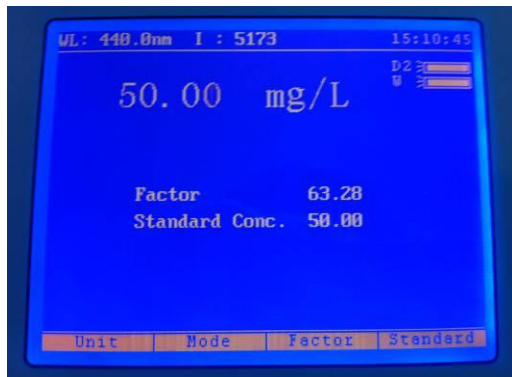 WL: 440.0nm I : 5173 15:10:45
D2
W
50.00 mg/L
Factor 63.28
Standard Conc. 50.00
Unit Mode Factor Standard